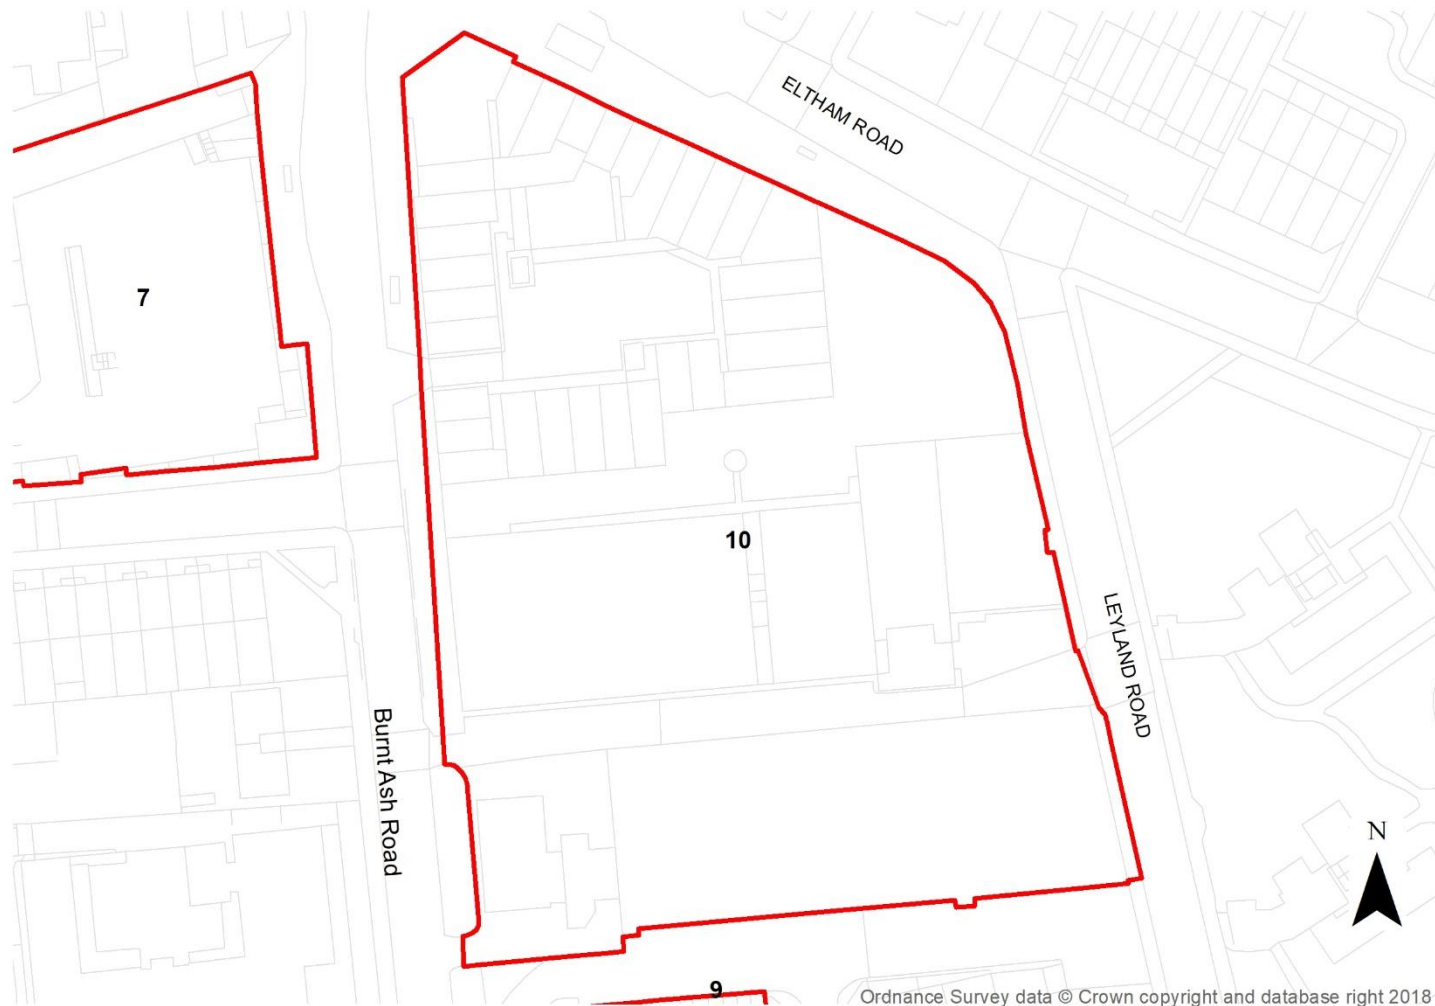 ELTHAM ROAD
7
10
LEYLAND ROAD
Burnt Ash Road
N
9
Ordnance Survey data © Crown copyright and database right 2018